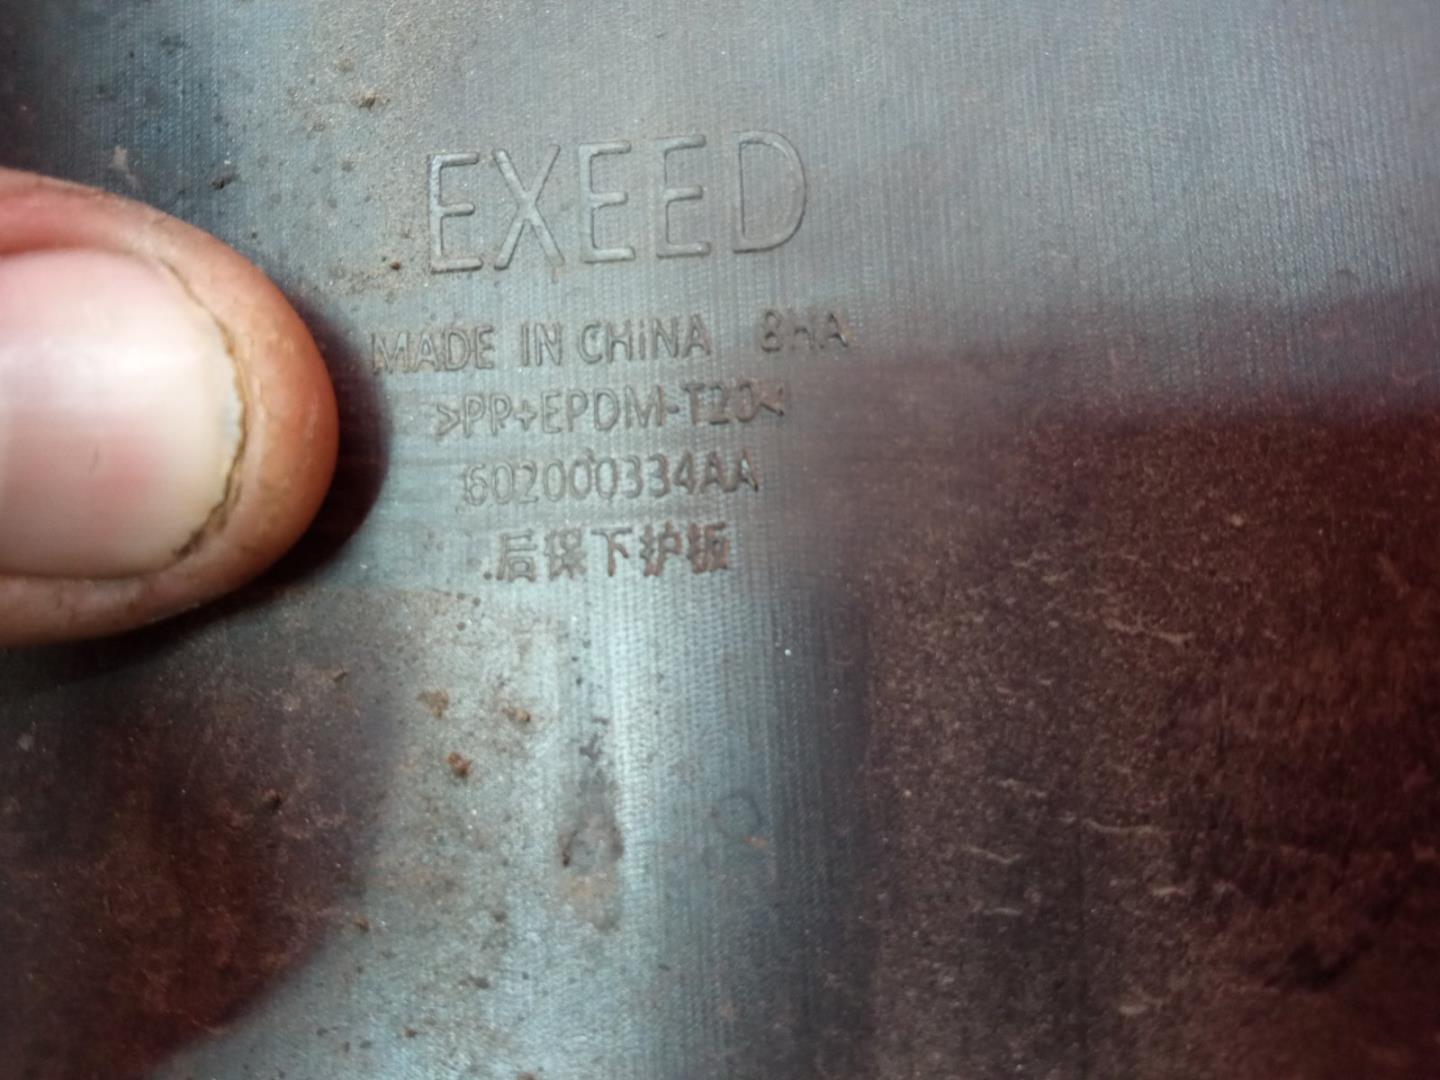 EXEED
MADE IN CHINA 8HA
>PP+EPDM-T20<
602000334AA
后保下护板